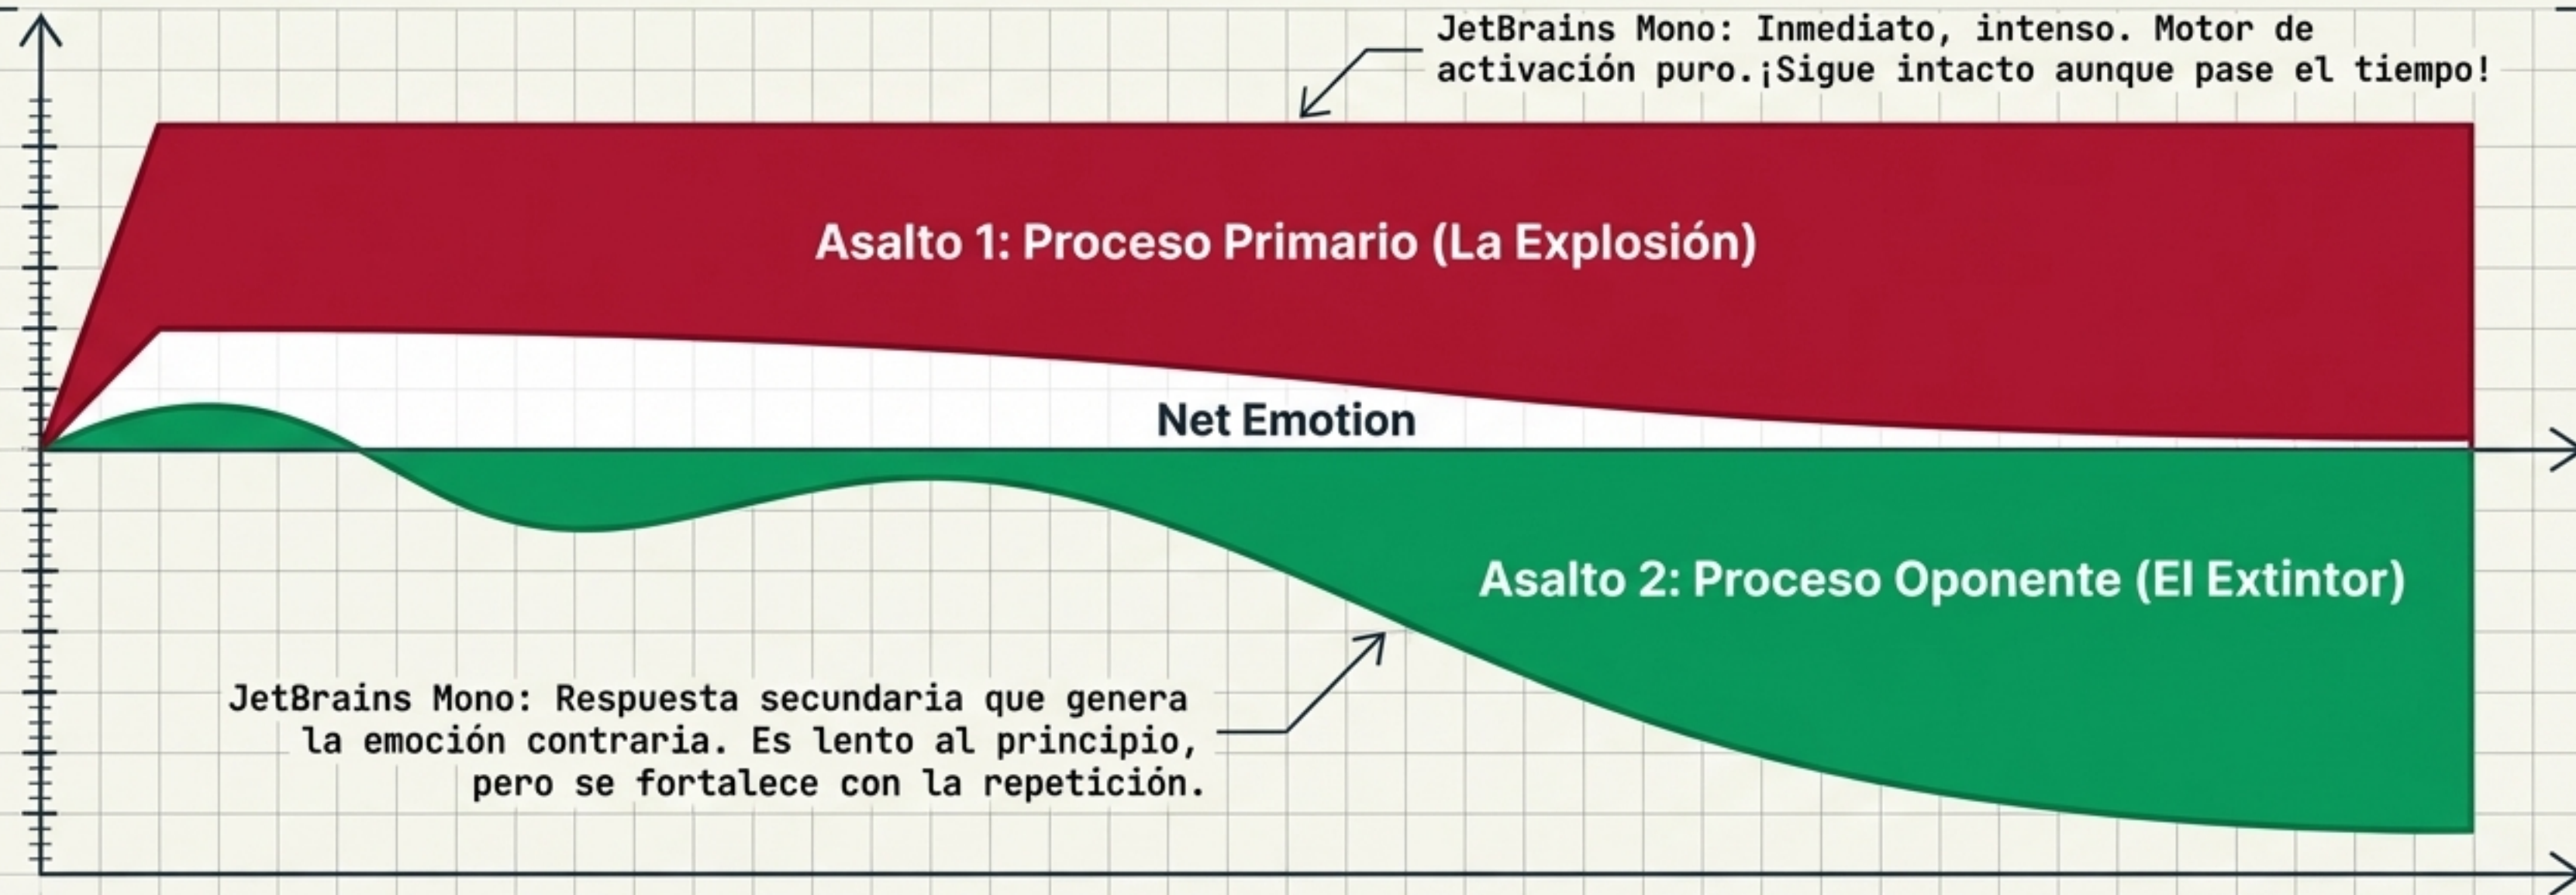 JetBrains Mono: Inmediato, intenso. Motor de
activación puro.¡Sigue intacto aunque pase el tiempo!
Asalto 1: Proceso Primario (La Explosión)
Net Emotion
Asalto 2: Proceso Oponente (El Extintor)
JetBrains Mono: Respuesta secundaria que genera
la emoción contraria. Es lento al principio,
pero se fortalece con la repetición.